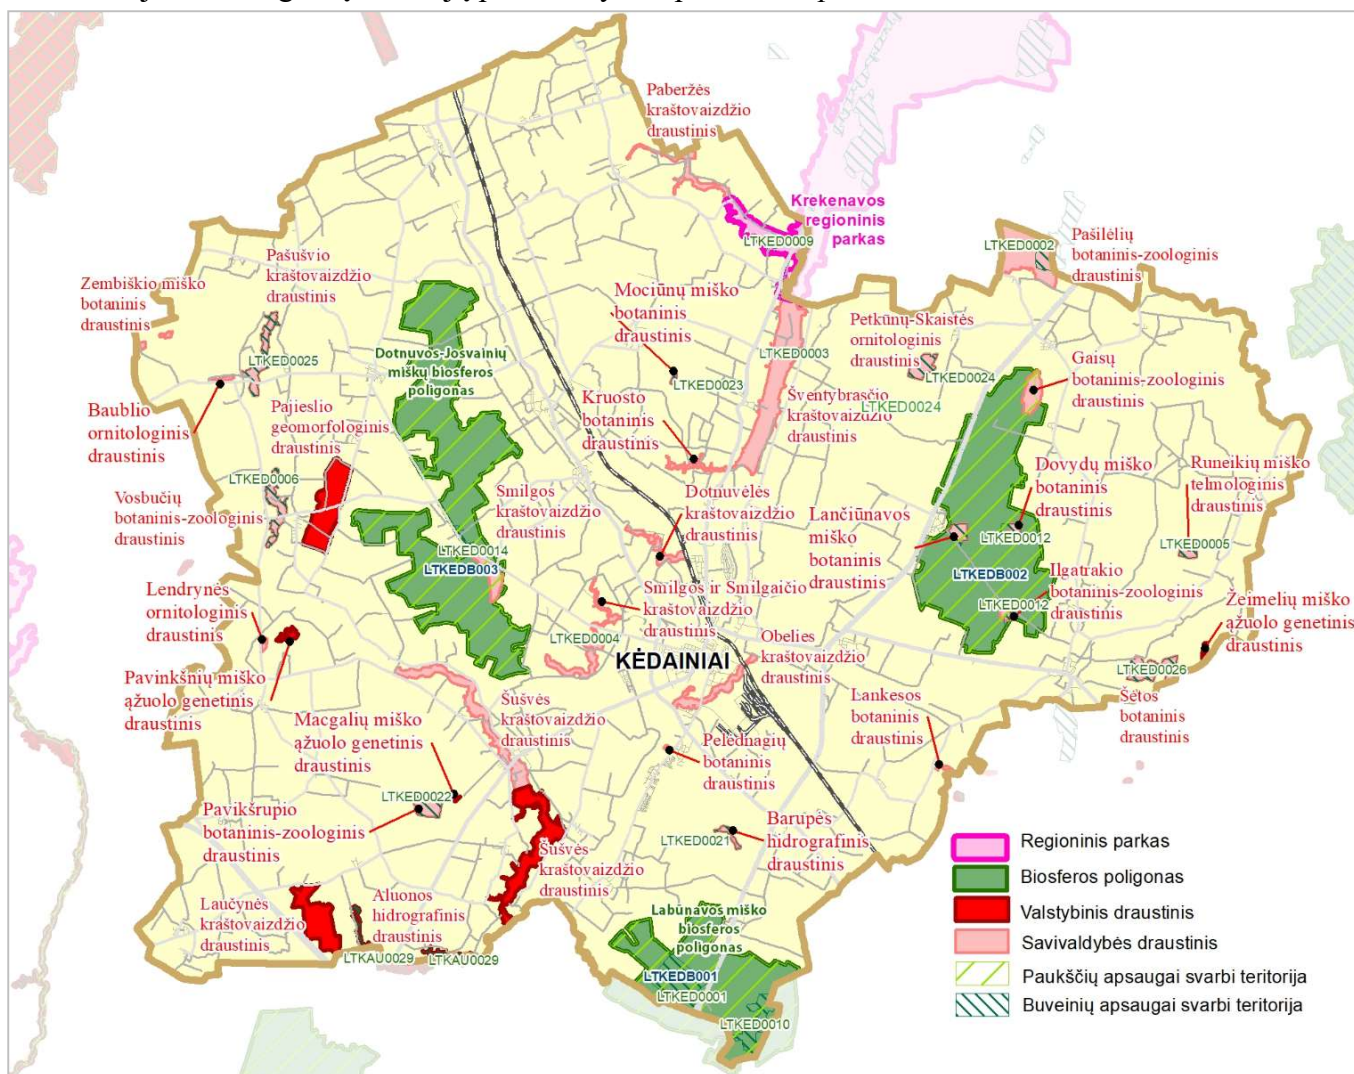 Paberžės
kraštovaizdžio
draustinis
Krekenavos
regioninis
parkas
LTKED0009
LTKED0002
Pašilėlių
botaninis-zoologinis
draustinis
Pašušvio
kraštovaizdžio
draustinis
Zembiškio miško
botaninis
draustinis
LTKED0025
Mociūnų miško
botaninis
draustinis
LTKED0023
LTKED0003
Petkūnų-Skaistės
ornitologinis
draustinis
LTKED0024
Gaisų
botaninis-zoologinis
draustinis
Dotnuvos-Josvainių
miškų biosferos
poligonas
Baublio
ornitologinis
draustinis
Pajieslio
geomorfologinis
draustinis
Kruosto
botaninis
draustinis
Šventybrasčio
kraštovaizdžio
draustinis
LTKED0024
LTKED0006
Vosbučių
botaninis-zoologinis
draustinis
Smilgos
kraštovaizdžio
draustinis
Dotnuvėlės
kraštovaizdžio
draustinis
Lančiūnavos
miško
botaninis
draustinis
Dovydų miško
botaninis
draustinis
LTKED0012
Runeikių miško
telmologinis
draustinis
LTKED0005
LTKED0014
LTKEDB003
LTKEDB002
Lendrynės
ornitologinis
draustinis
Smilgos ir Smilgaičio
kraštovaizdžio
draustinis
LTKED0004
Ilgatrakio
botaninis-zoologinis
draustinis
LTKED0012
Žeimelių miško
ąžuolo genetinis
draustinis
KĖDAINIAI
Obelies
kraštovaizdžio
draustinis
LTKED0026
Šėtos
botaninis
draustinis
Pavinkšnių miško
ąžuolo genetinis
draustinis
Macgalių miško
ąžuolo genetinis
draustinis
Šušvės
kraštovaizdžio
draustinis
Lankesos
botaninis
draustinis
Pelėdnagių
botaninis
draustinis
LTKED0022
Pavikšrupio
botaninis-zoologinis
draustinis
LTKED0021
Barupės
hidrografinis
draustinis
Šušvės
kraštovaizdžio
draustinis
Laučynės
kraštovaizdžio
draustinis
Aluonos
hidrografinis
draustinis
LTKAU0029
LTKAU0029
Labūnavos miško
biosferos
poligonas
LTKEDB001
LTKED0001
LTKED0010
Regioninis parkas
Biosferos poligonas
Valstybinis draustinis
Savivaldybės draustinis
Paukščių apsaugai svarbi teritorija
Buveinių apsaugai svarbi teritorija